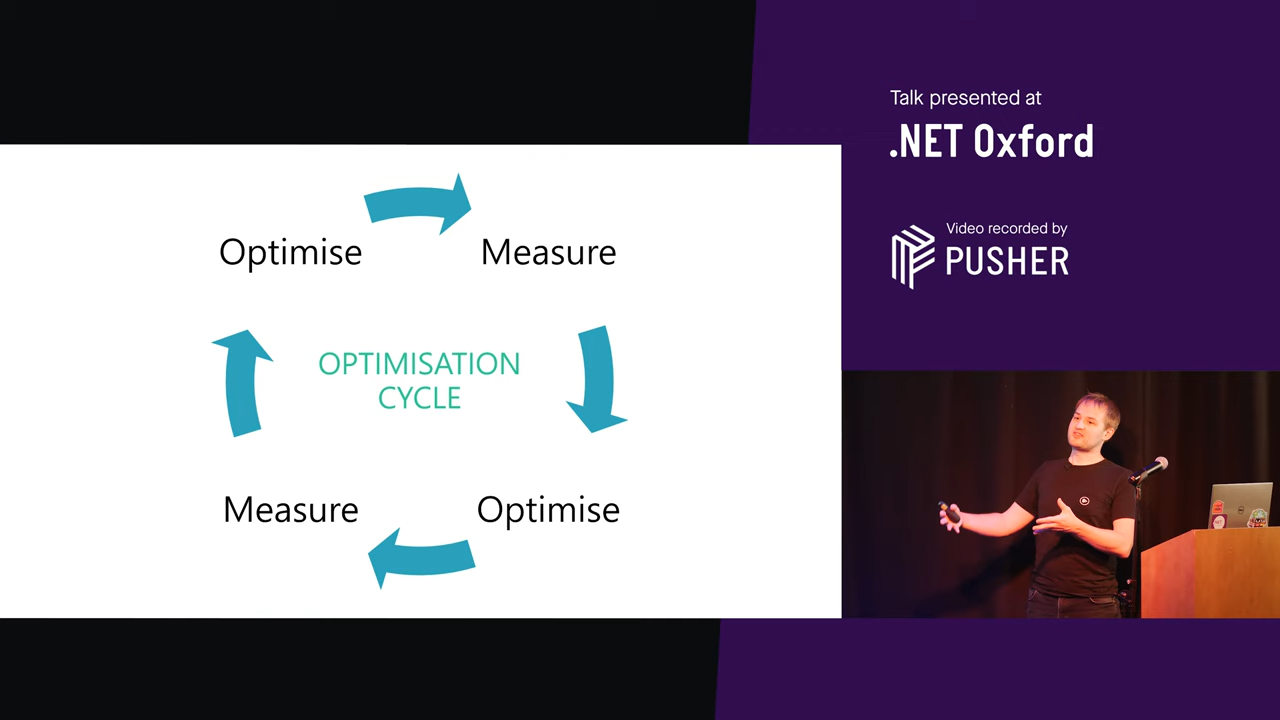 Optimise
Measure
OPTIMISATION
CYCLE
Measure
Optimise
Talk presented at
.NET Oxford
Video recorded by
PUSHER